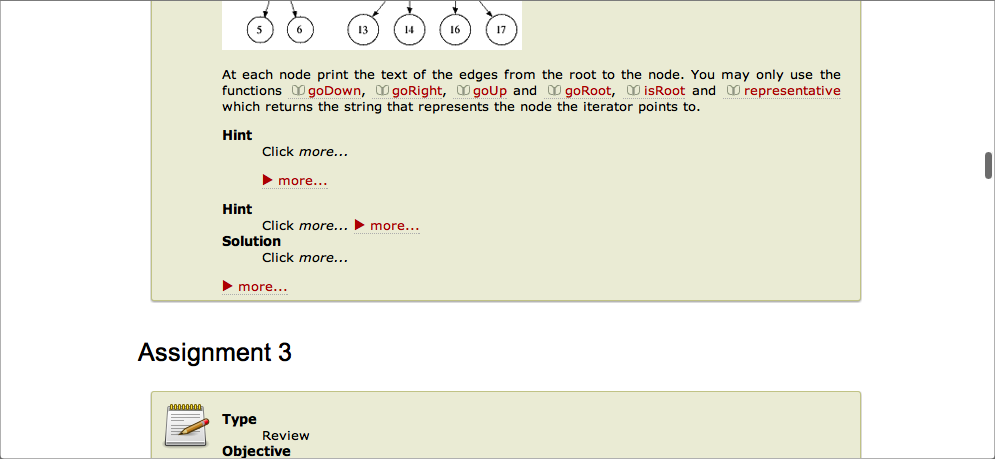 5 6 13 14 16 17
At each node print the text of the edges from the root to the node. You may only use the
functions goDown, goRight, goUp and goRoot, isRoot and representative
which returns the string that represents the node the iterator points to.
Hint
Click more...
▶ more...
Hint
Click more... ▶ more...
Solution
Click more...
▶ more...
Assignment 3
Type
Review
Objective